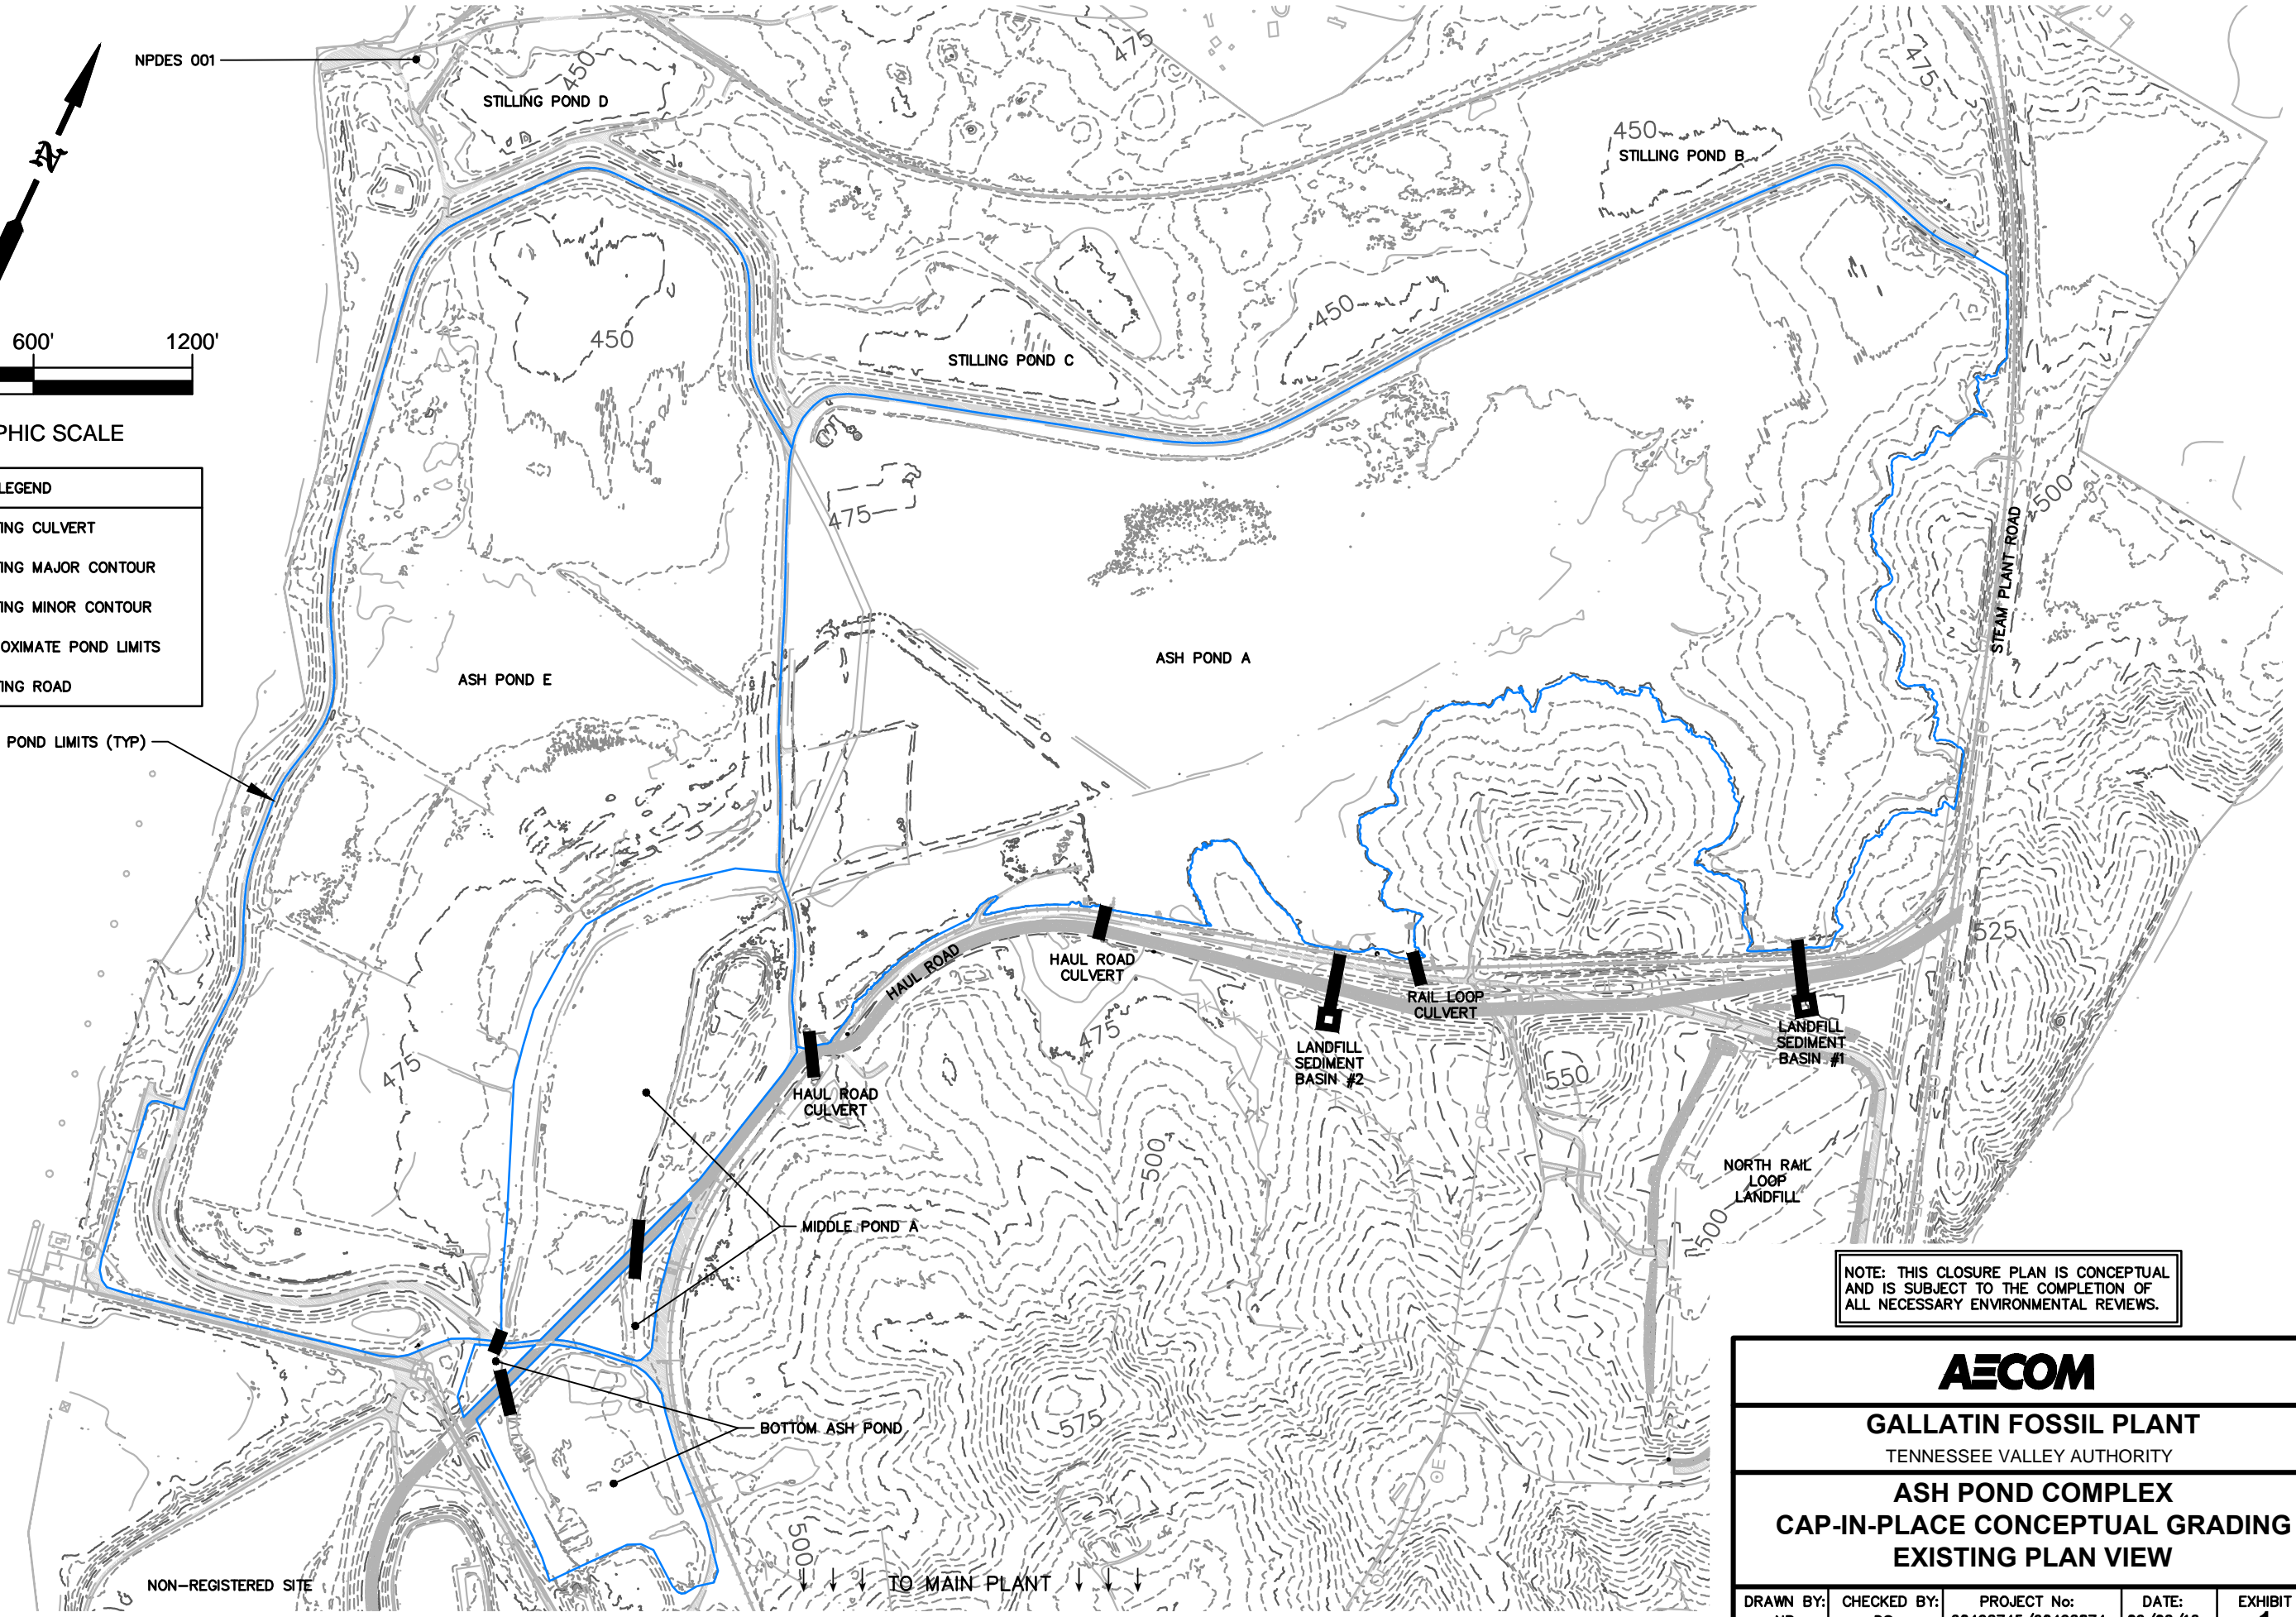 NPDES 001
STILLING POND D
450
475
475
450
STILLING POND B
N
450
450
STILLING POND C
600'
1200'
PHIC SCALE
LEGEND
TING CULVERT
TING MAJOR CONTOUR
TING MINOR CONTOUR
OXIMATE POND LIMITS
TING ROAD
475
500
STEAM PLANT ROAD
ASH POND E
ASH POND A
POND LIMITS (TYP)
HAUL ROAD
HAUL ROAD
CULVERT
525
RAIL LOOP
CULVERT
LANDFILL
SEDIMENT
BASIN #1
LANDFILL
SEDIMENT
BASIN #2
475
475
550
HAUL ROAD
CULVERT
500
NORTH RAIL
LOOP
LANDFILL
500
MIDDLE POND A
575
BOTTOM ASH POND
500
TO MAIN PLANT
NON-REGISTERED SITE
NOTE: THIS CLOSURE PLAN IS CONCEPTUAL
AND IS SUBJECT TO THE COMPLETION OF
ALL NECESSARY ENVIRONMENTAL REVIEWS.
AECOM
GALLATIN FOSSIL PLANT
TENNESSEE VALLEY AUTHORITY
ASH POND COMPLEX
CAP-IN-PLACE CONCEPTUAL GRADING
EXISTING PLAN VIEW
DRAWN BY:
CHECKED BY:
PROJECT No:
DATE:
EXHIBIT